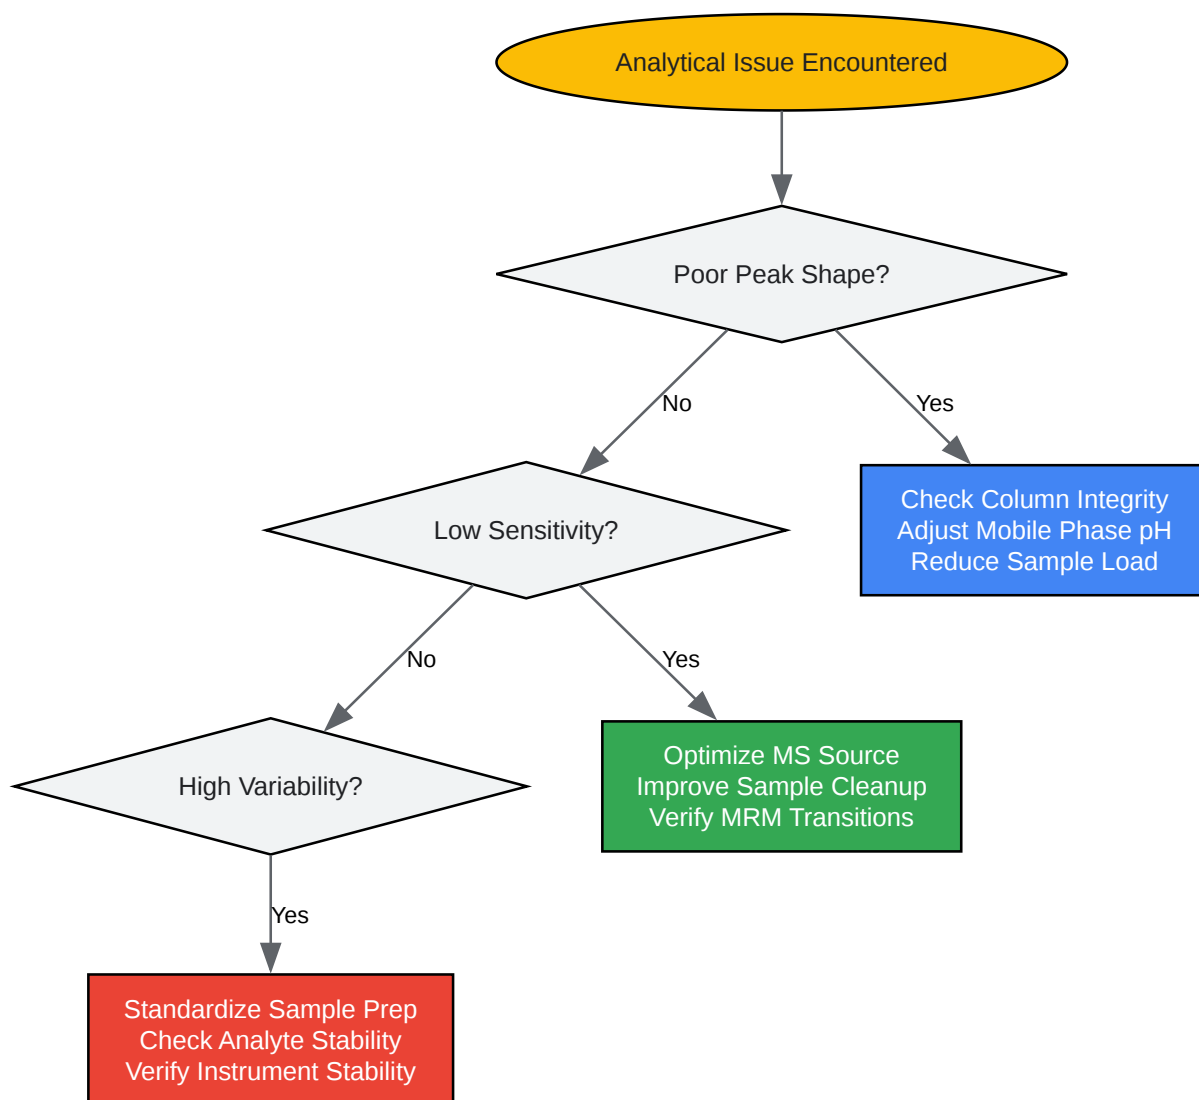 Analytical Issue Encountered
Poor Peak Shape?
No
Yes
Check Column Integrity
Adjust Mobile Phase pH
Reduce Sample Load
Low Sensitivity?
No
Yes
Optimize MS Source
Improve Sample Cleanup
Verify MRM Transitions
High Variability?
Yes
Standardize Sample Prep
Check Analyte Stability
Verify Instrument Stability